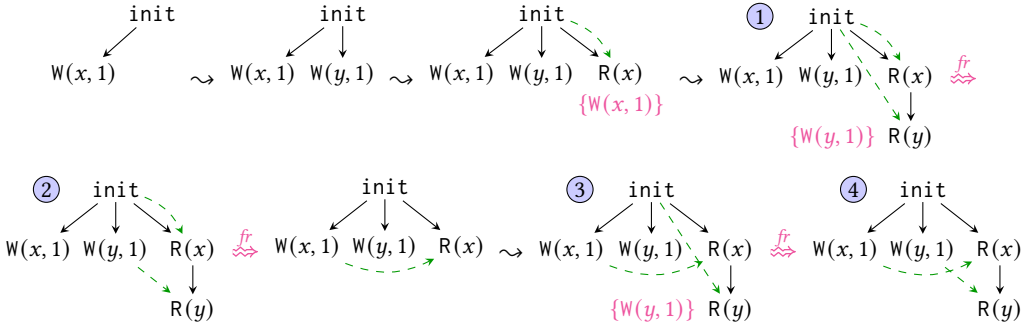 init init init 1 init
W(x, 1) ⤳ W(x, 1) W(y, 1) ⤳ W(x, 1) W(y, 1) R(x) ⤳ W(x, 1) W(y, 1) R(x) fr
{W(x, 1)}
{W(y, 1)} R(y)
2 init init 3 init 4 init
W(x, 1) W(y, 1) R(x) fr W(x, 1) W(y, 1) R(x) ⤳ W(x, 1) W(y, 1) R(x) fr W(x, 1) W(y, 1) R(x)
R(y) {W(y, 1)} R(y) R(y)